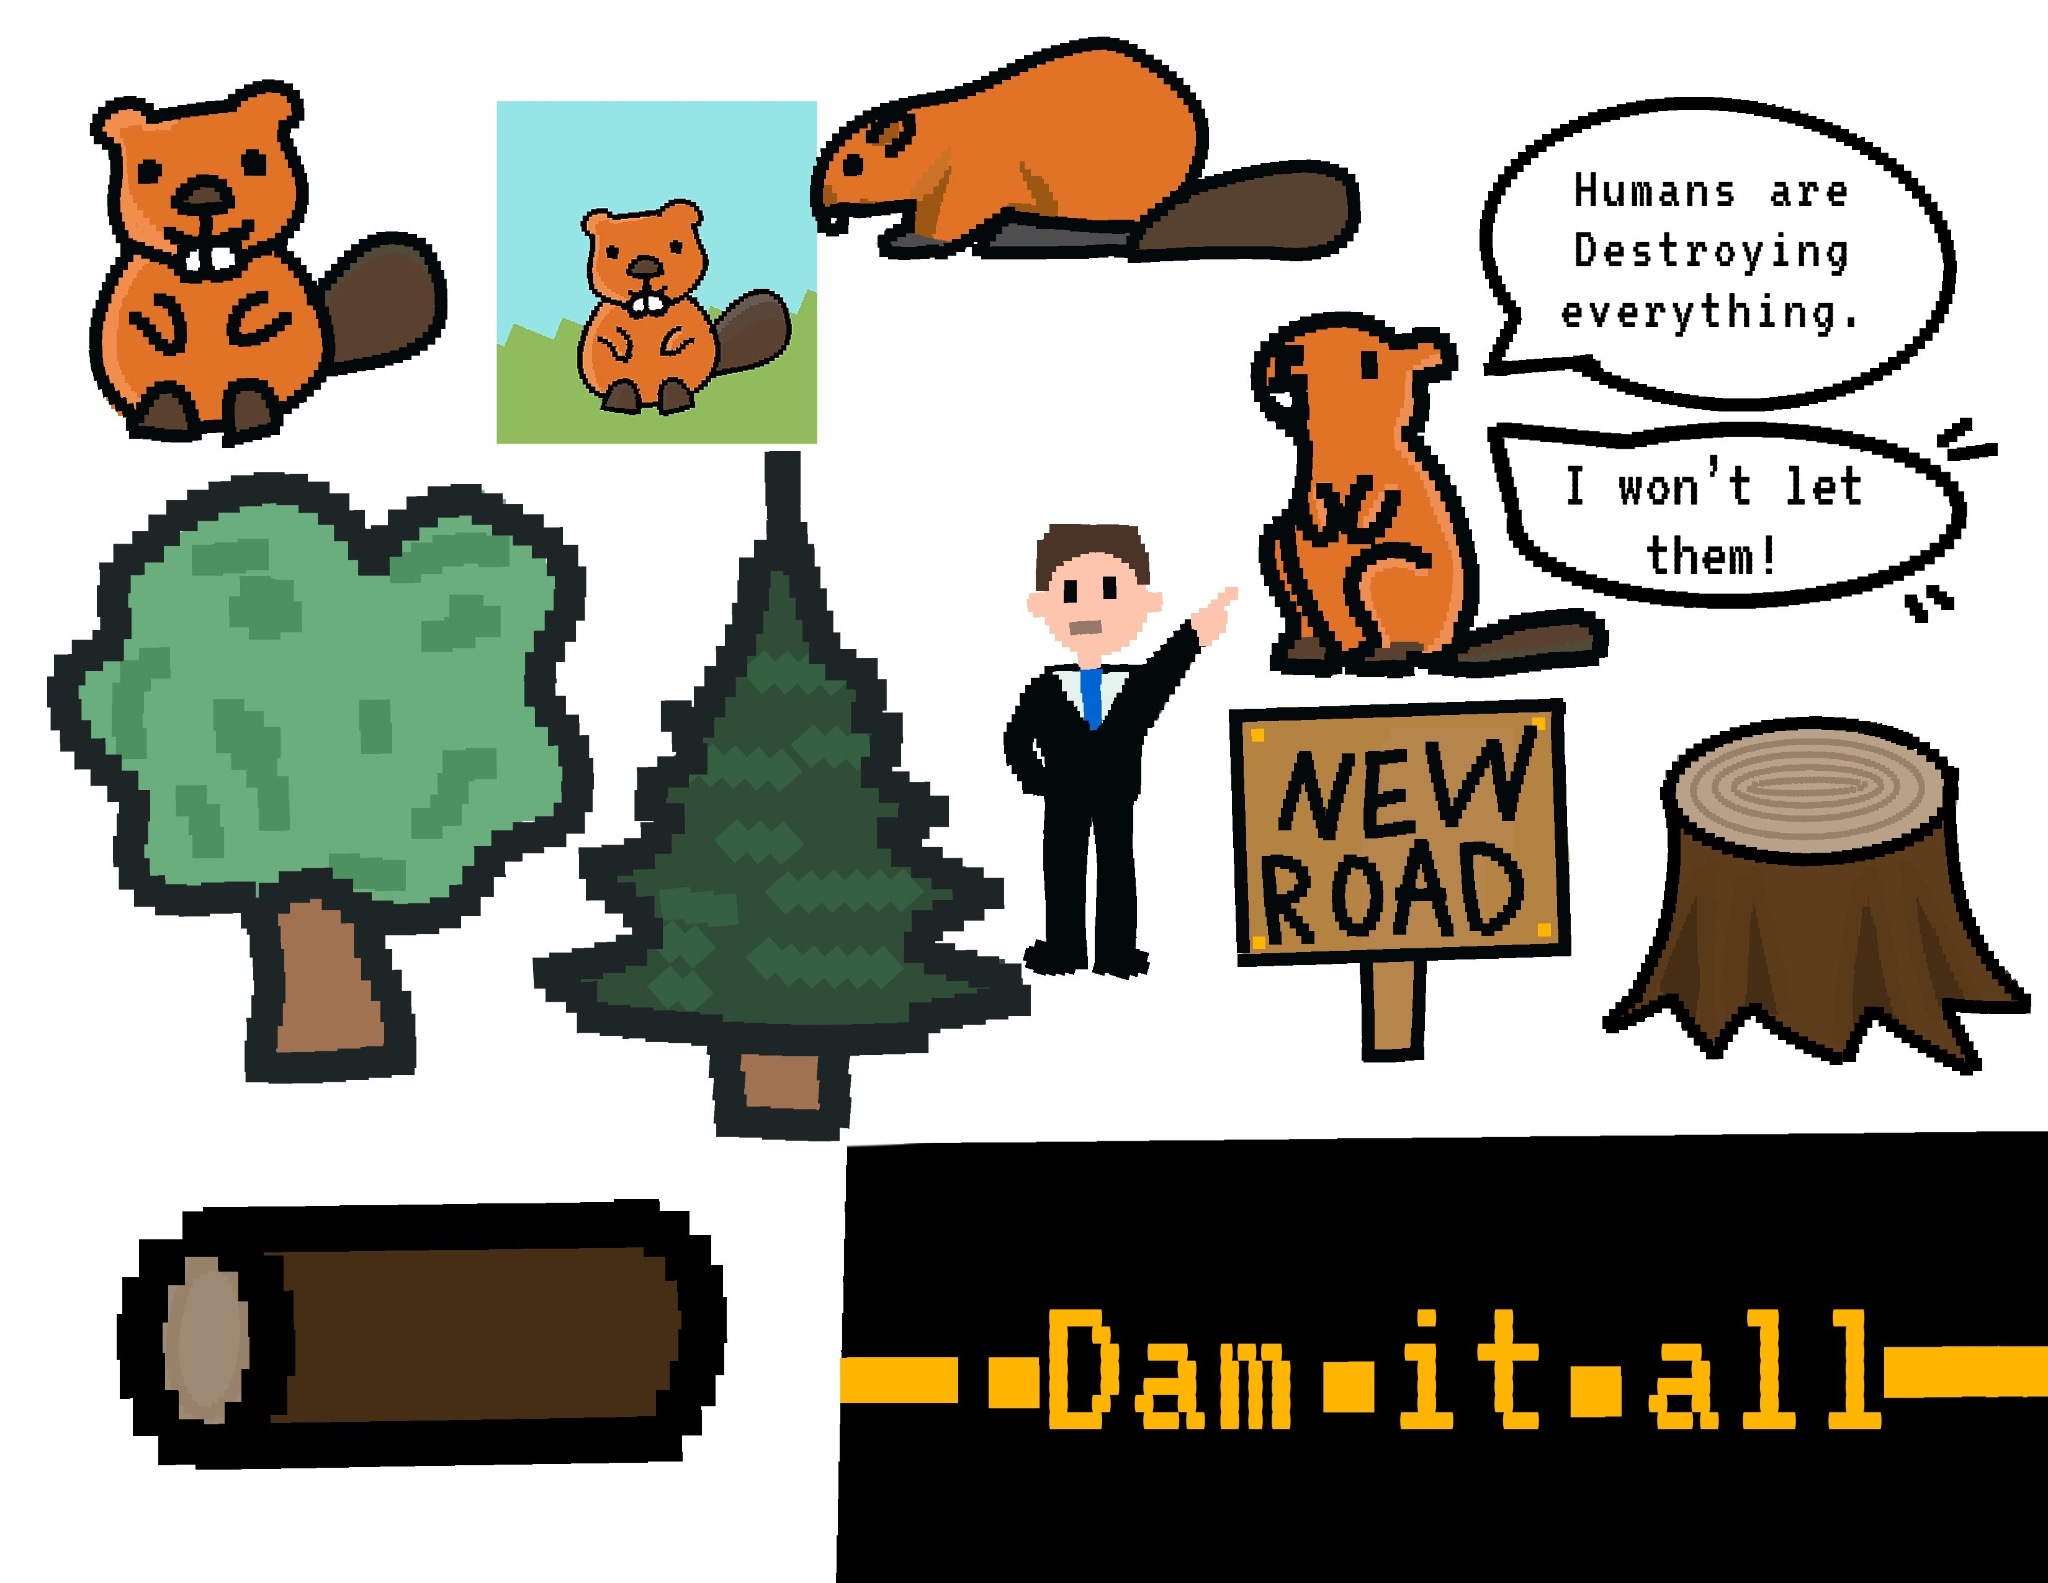 Humans are
Destroying
everything.
I won't let
them!
NEW
ROAD
Dam▪it▪all